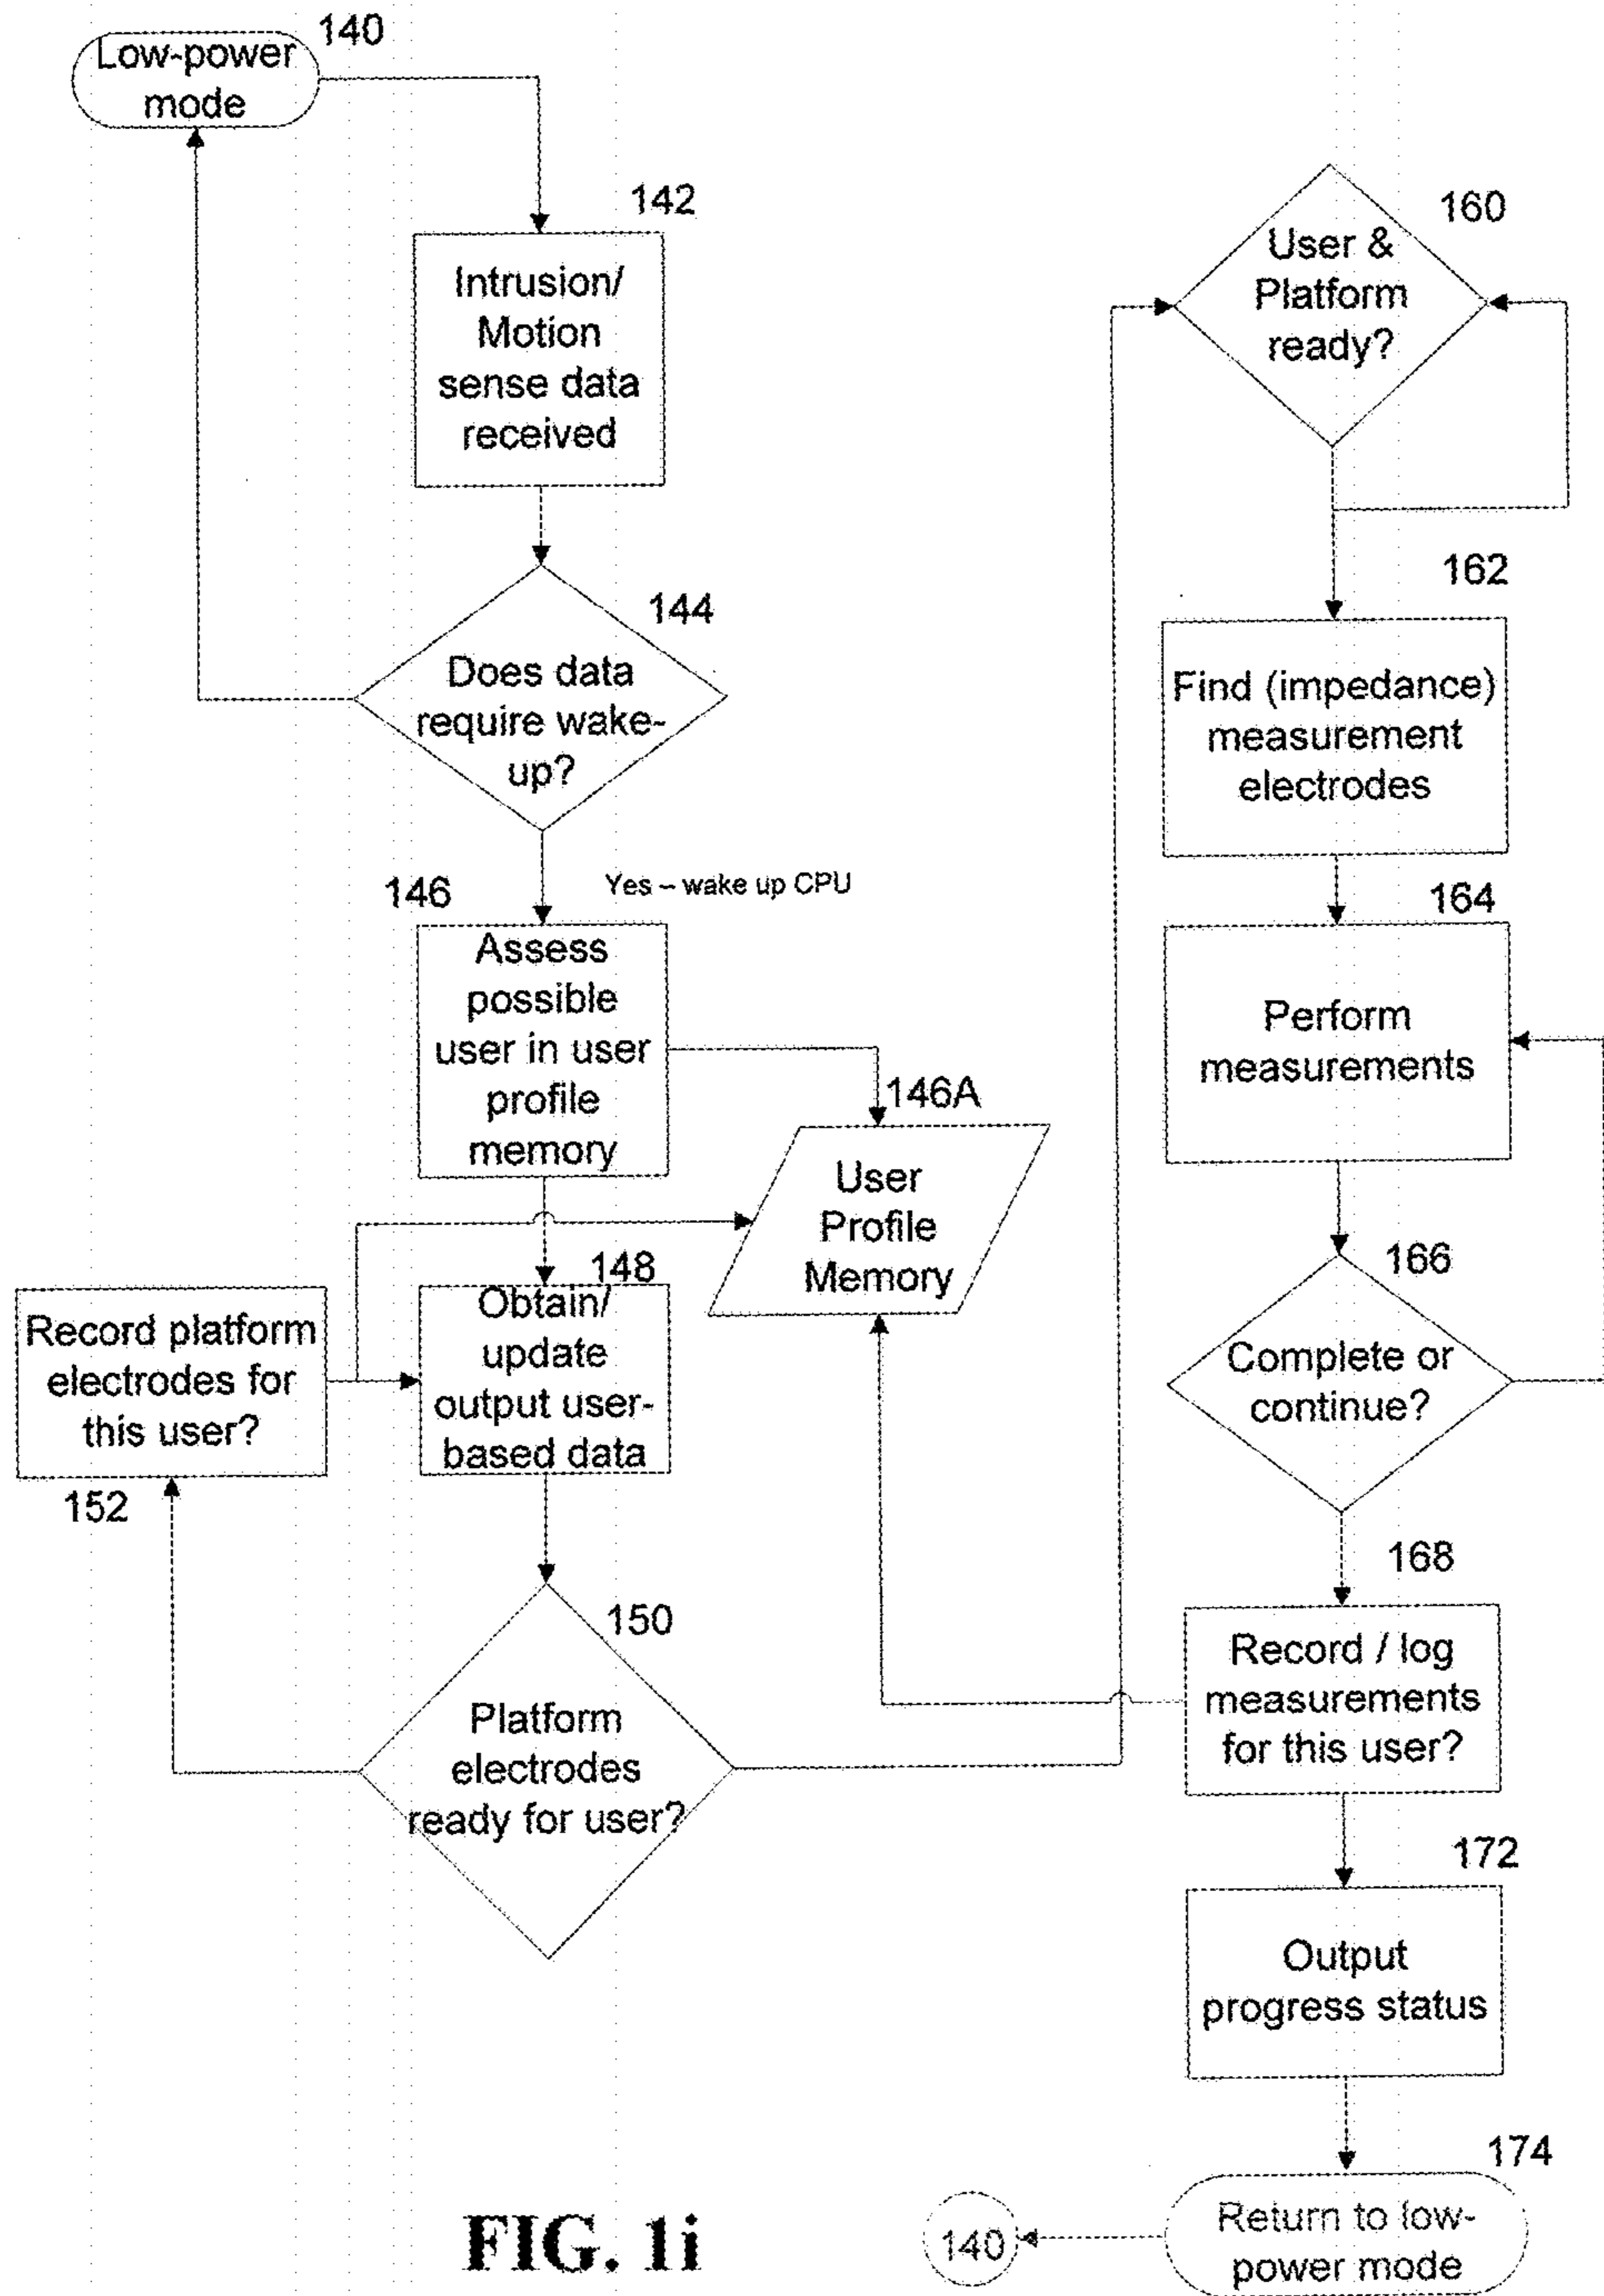 140
Low-power
mode
142
Intrusion/
Motion
sense data
received
144
Does data
require wake-
up?
Yes – wake up CPU
146
Assess
possible
user in user
profile
memory
146A
User
Profile
Memory
148
Obtain/
update
output user-
based data
Record platform
electrodes for
this user?
152
150
Platform
electrodes
ready for user?
160
User &
Platform
ready?
162
Find (impedance)
measurement
electrodes
164
Perform
measurements
166
Complete or
continue?
168
Record / log
measurements
for this user?
172
Output
progress status
174
Return to low-
power mode
140
FIG. 1i